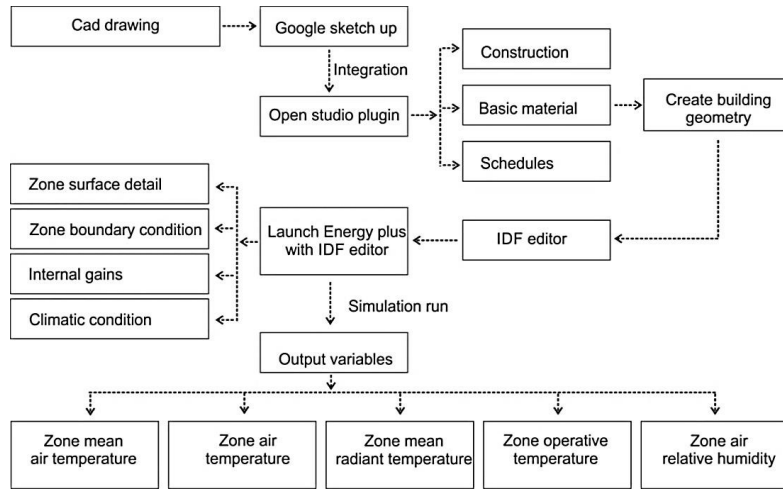 Cad drawing
Google sketch up
Integration
Open studio plugin
Construction
Basic material
Schedules
Create building
geometry
Zone surface detail
Zone boundary condition
Internal gains
Climatic condition
Launch Energy plus
with IDF editor
IDF editor
Simulation run
Output variables
Zone mean
air temperature
Zone air
temperature
Zone mean
radiant temperature
Zone operative
temperature
Zone air
relative humidity